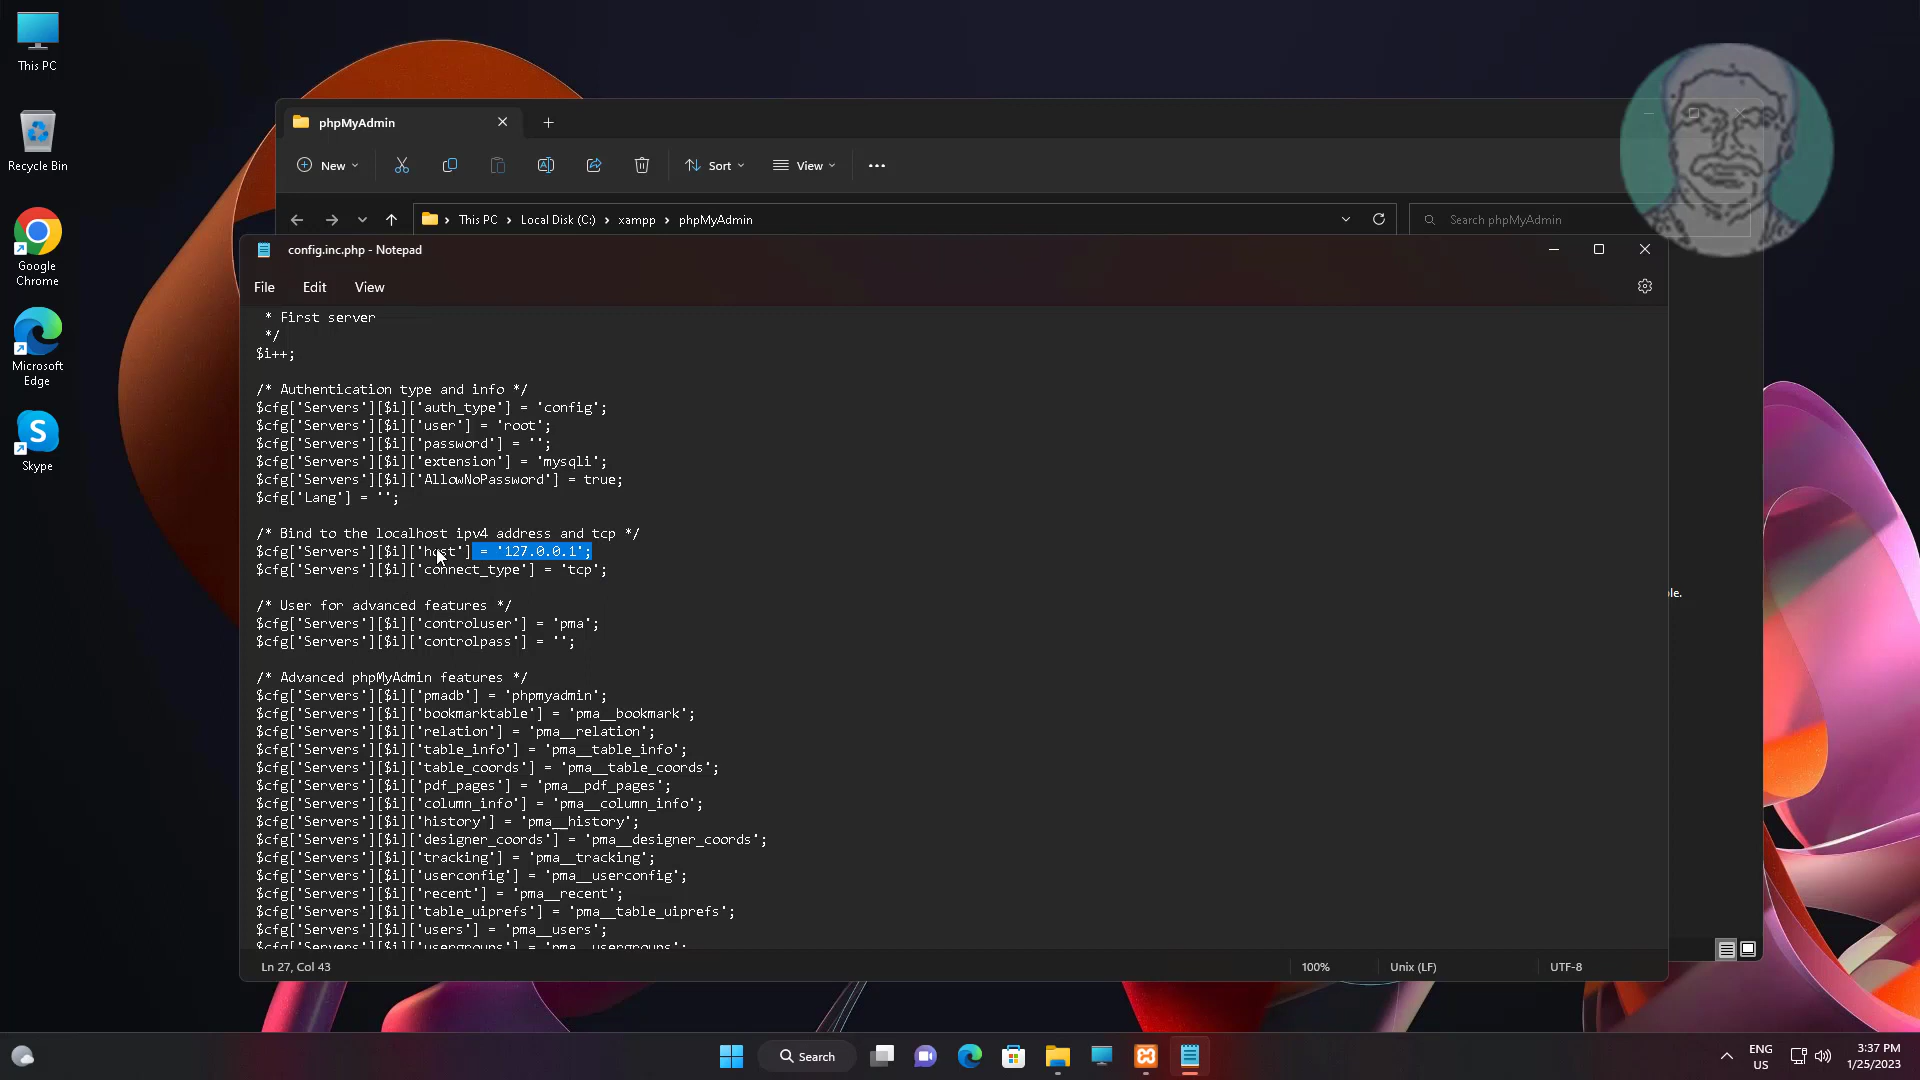 This PC
Recycle Bin
Google
Chrome
Microsoft
Edge
Skype
phpMyAdmin
New
Sort
View
This PC > Local Disk (C:) > xampp > phpMyAdmin
Search phpMyAdmin
config.inc.php - Notepad
File Edit View
* First server
*/
$i++;
/* Authentication type and info */
$cfg['Servers'][$i]['auth_type'] = 'config';
$cfg['Servers'][$i]['user'] = 'root';
$cfg['Servers'][$i]['password'] = '';
$cfg['Servers'][$i]['extension'] = 'mysqli';
$cfg['Servers'][$i]['AllowNoPassword'] = true;
$cfg['Lang'] = '';
/* Bind to the localhost ipv4 address and tcp */
$cfg['Servers'][$i]['host'] = '127.0.0.1';
$cfg['Servers'][$i]['connect_type'] = 'tcp';
/* User for advanced features */
$cfg['Servers'][$i]['controluser'] = 'pma';
$cfg['Servers'][$i]['controlpass'] = '';
/* Advanced phpMyAdmin features */
$cfg['Servers'][$i]['pmadb'] = 'phpmyadmin';
$cfg['Servers'][$i]['bookmarktable'] = 'pma__bookmark';
$cfg['Servers'][$i]['relation'] = 'pma__relation';
$cfg['Servers'][$i]['table_info'] = 'pma__table_info';
$cfg['Servers'][$i]['table_coords'] = 'pma__table_coords';
$cfg['Servers'][$i]['pdf_pages'] = 'pma__pdf_pages';
$cfg['Servers'][$i]['column_info'] = 'pma__column_info';
$cfg['Servers'][$i]['history'] = 'pma__history';
$cfg['Servers'][$i]['designer_coords'] = 'pma__designer_coords';
$cfg['Servers'][$i]['tracking'] = 'pma__tracking';
$cfg['Servers'][$i]['userconfig'] = 'pma__userconfig';
$cfg['Servers'][$i]['recent'] = 'pma__recent';
$cfg['Servers'][$i]['table_uiprefs'] = 'pma__table_uiprefs';
$cfg['Servers'][$i]['users'] = 'pma__users';
$cfg['Servers'][$i]['usergroups'] = 'pma__usergroups';
Ln 27, Col 43
100%
Unix (LF)
UTF-8
Search
ENG
US
3:37 PM
1/25/2023